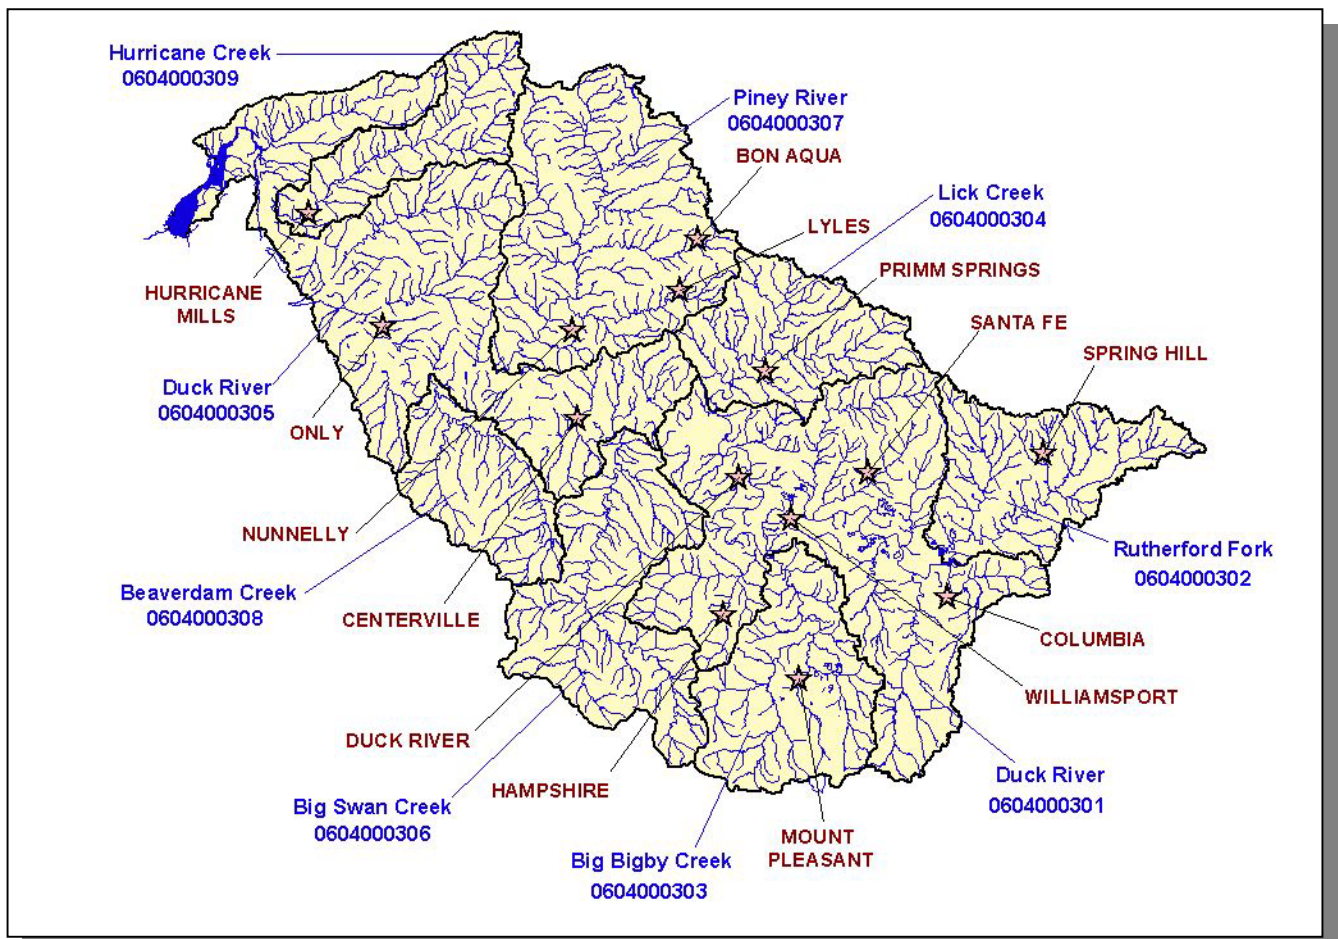 Hurricane Creek
0604000309
Piney River
0604000307
BON AQUA
Lick Creek
0604000304
LYLES
PRIMM SPRINGS
SANTA FE
SPRING HILL
HURRICANE
MILLS
Duck River
0604000305
ONLY
NUNNELLY
Beaverdam Creek
0604000308
CENTERVILLE
Rutherford Fork
0604000302
COLUMBIA
WILLIAMSPORT
DUCK RIVER
Duck River
0604000301
HAMPSHIRE
Big Swan Creek
0604000306
MOUNT
PLEASANT
Big Bigby Creek
0604000303